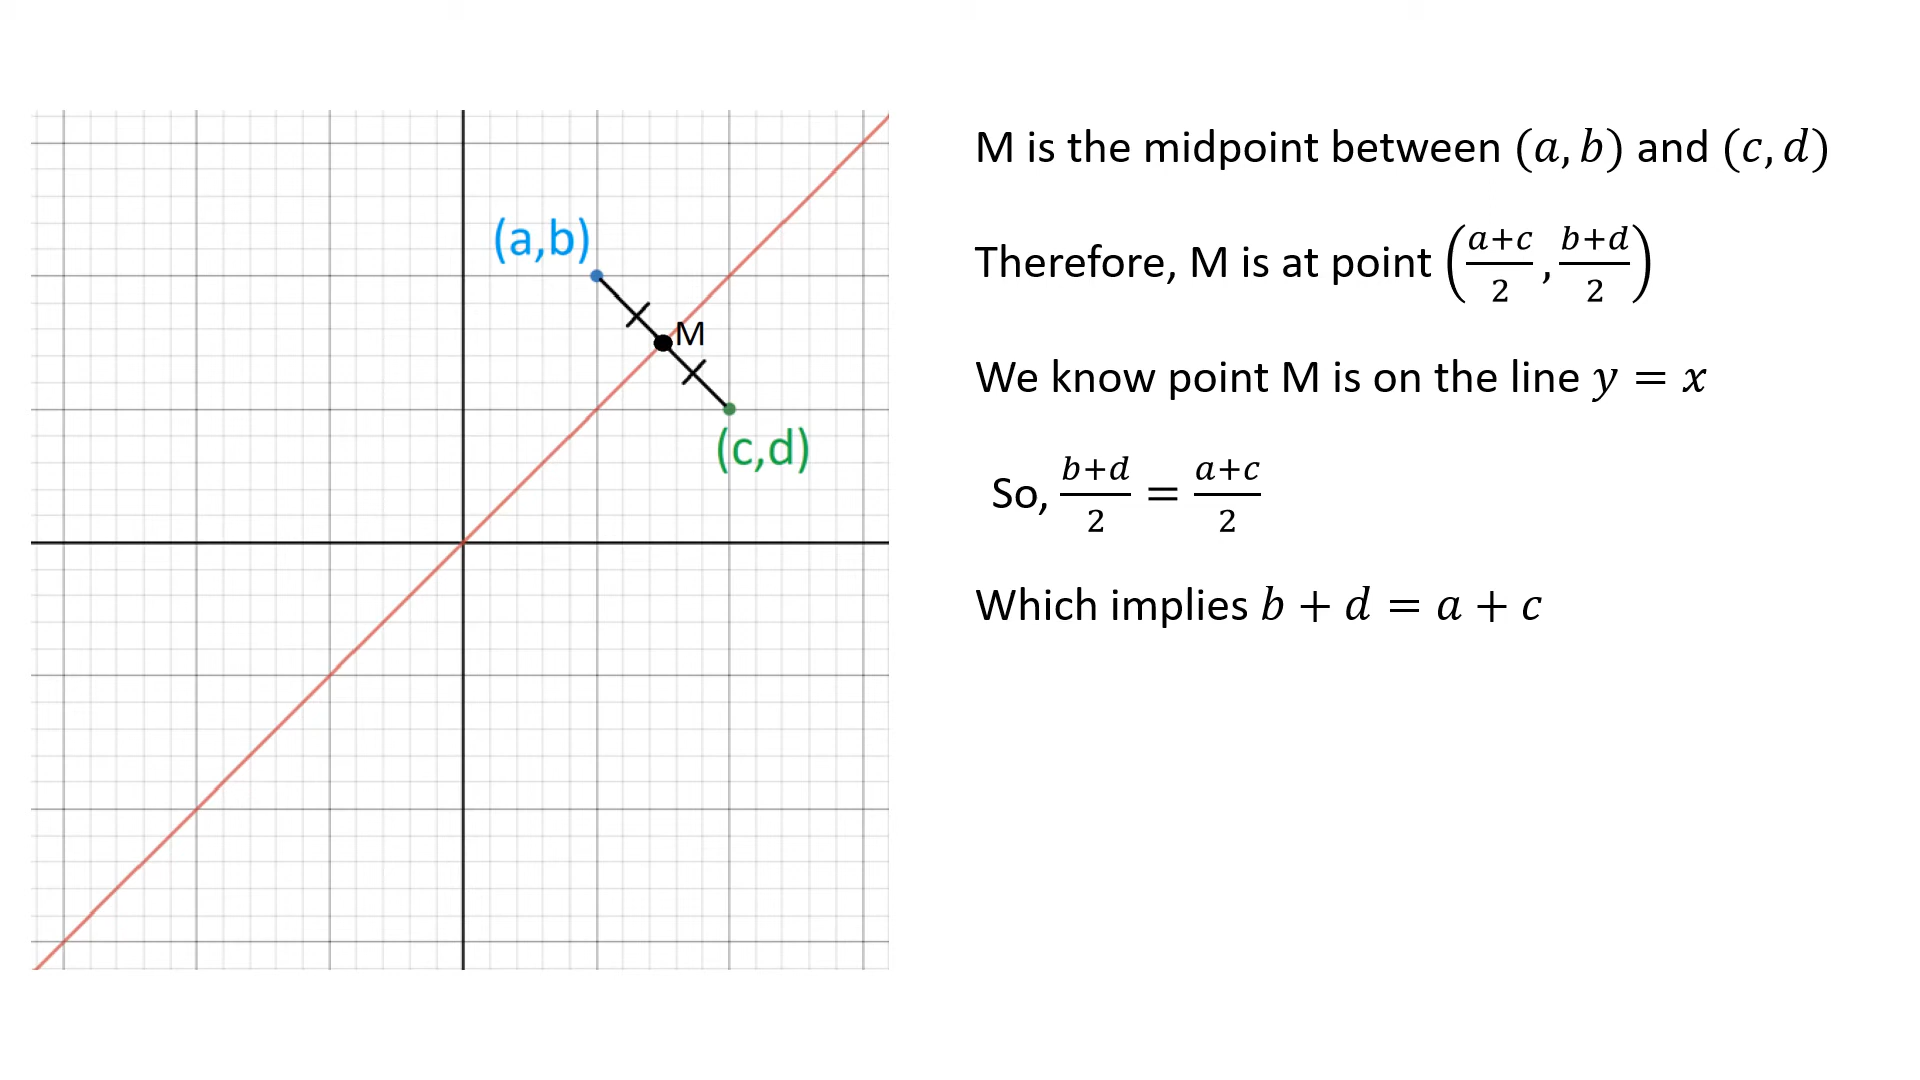 M is the midpoint between (a, b) and (c, d)
(a,b)
Therefore, M is at point (a+c/2, b+d/2)
M
We know point M is on the line y = x
(c,d)
So, b+d/2 = a+c/2
Which implies b + d = a + c